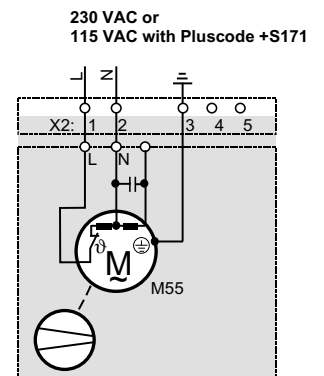 230 VAC or
115 VAC with Pluscode +S171
L N
X2: 1 2 3 4 5
L N
ϑ
M
~
M55